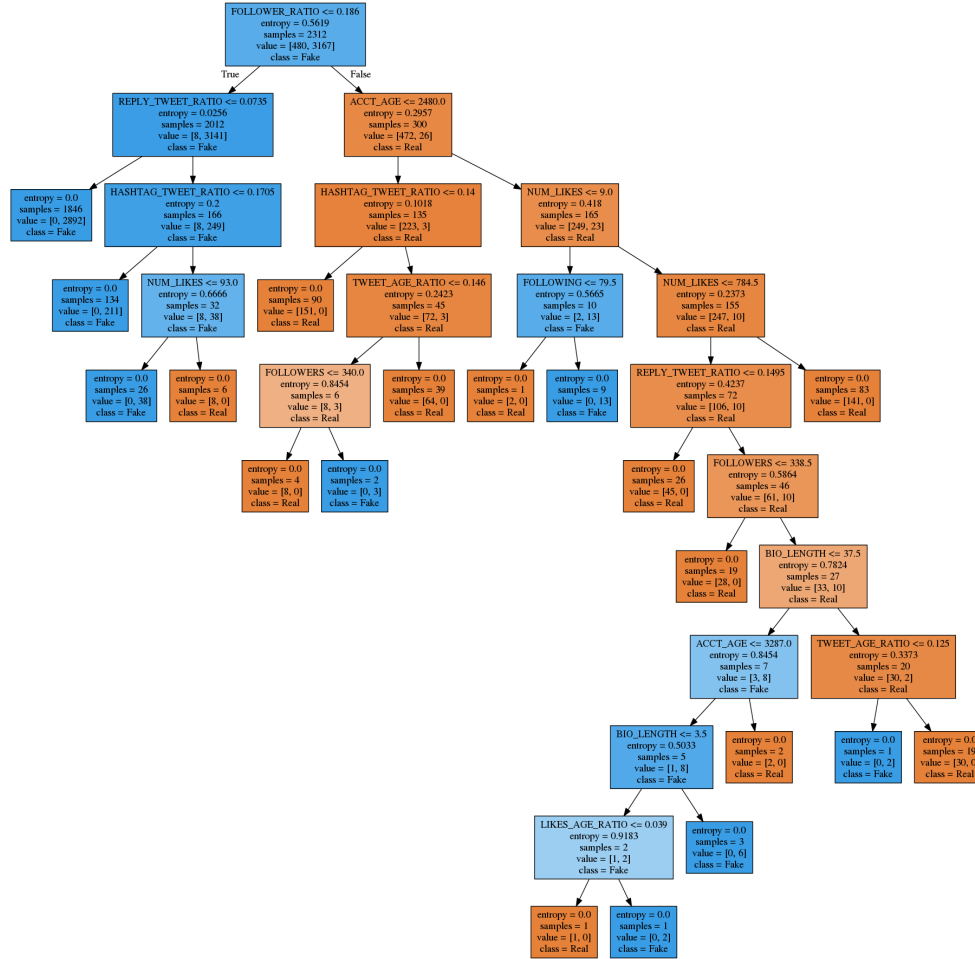 FOLLOWER_RATIO <= 0.186
entropy = 0.5619
samples = 2312
value = [480, 3167]
class = Fake
True
False
REPLY_TWEET_RATIO <= 0.0735
entropy = 0.0256
samples = 2012
value = [8, 3141]
class = Fake
ACCT_AGE <= 2480.0
entropy = 0.2957
samples = 300
value = [472, 26]
class = Real
entropy = 0.0
samples = 1846
value = [0, 2892]
class = Fake
HASHTAG_TWEET_RATIO <= 0.1705
entropy = 0.2
samples = 166
value = [8, 249]
class = Fake
HASHTAG_TWEET_RATIO <= 0.14
entropy = 0.1018
samples = 135
value = [223, 3]
class = Real
NUM_LIKES <= 9.0
entropy = 0.418
samples = 165
value = [249, 23]
class = Real
entropy = 0.0
samples = 134
value = [0, 211]
class = Fake
NUM_LIKES <= 93.0
entropy = 0.6666
samples = 32
value = [8, 38]
class = Fake
entropy = 0.0
samples = 90
value = [151, 0]
class = Real
TWEET_AGE_RATIO <= 0.146
entropy = 0.2423
samples = 45
value = [72, 3]
class = Real
FOLLOWING <= 79.5
entropy = 0.5665
samples = 10
value = [2, 13]
class = Fake
NUM_LIKES <= 784.5
entropy = 0.2373
samples = 155
value = [247, 10]
class = Real
entropy = 0.0
samples = 26
value = [0, 38]
class = Fake
entropy = 0.0
samples = 6
value = [8, 0]
class = Real
FOLLOWERS <= 340.0
entropy = 0.8454
samples = 6
value = [8, 3]
class = Real
entropy = 0.0
samples = 39
value = [64, 0]
class = Real
entropy = 0.0
samples = 1
value = [2, 0]
class = Real
entropy = 0.0
samples = 9
value = [0, 13]
class = Fake
REPLY_TWEET_RATIO <= 0.1495
entropy = 0.4237
samples = 72
value = [106, 10]
class = Real
entropy = 0.0
samples = 83
value = [141, 0]
class = Real
entropy = 0.0
samples = 4
value = [8, 0]
class = Real
entropy = 0.0
samples = 2
value = [0, 3]
class = Fake
entropy = 0.0
samples = 26
value = [45, 0]
class = Real
FOLLOWERS <= 338.5
entropy = 0.5864
samples = 46
value = [61, 10]
class = Real
entropy = 0.0
samples = 19
value = [28, 0]
class = Real
BIO_LENGTH <= 37.5
entropy = 0.7824
samples = 27
value = [33, 10]
class = Real
ACCT_AGE <= 3287.0
entropy = 0.8454
samples = 7
value = [3, 8]
class = Fake
TWEET_AGE_RATIO <= 0.125
entropy = 0.3373
samples = 20
value = [30, 2]
class = Real
BIO_LENGTH <= 3.5
entropy = 0.5033
samples = 5
value = [1, 8]
class = Fake
entropy = 0.0
samples = 2
value = [2, 0]
class = Real
entropy = 0.0
samples = 1
value = [0, 2]
class = Fake
entropy = 0.0
samples = 19
value = [30, 0
class = Real
LIKES_AGE_RATIO <= 0.039
entropy = 0.9183
samples = 2
value = [1, 2]
class = Fake
entropy = 0.0
samples = 3
value = [0, 6]
class = Fake
entropy = 0.0
samples = 1
value = [1, 0]
class = Real
entropy = 0.0
samples = 1
value = [0, 2]
class = Fake